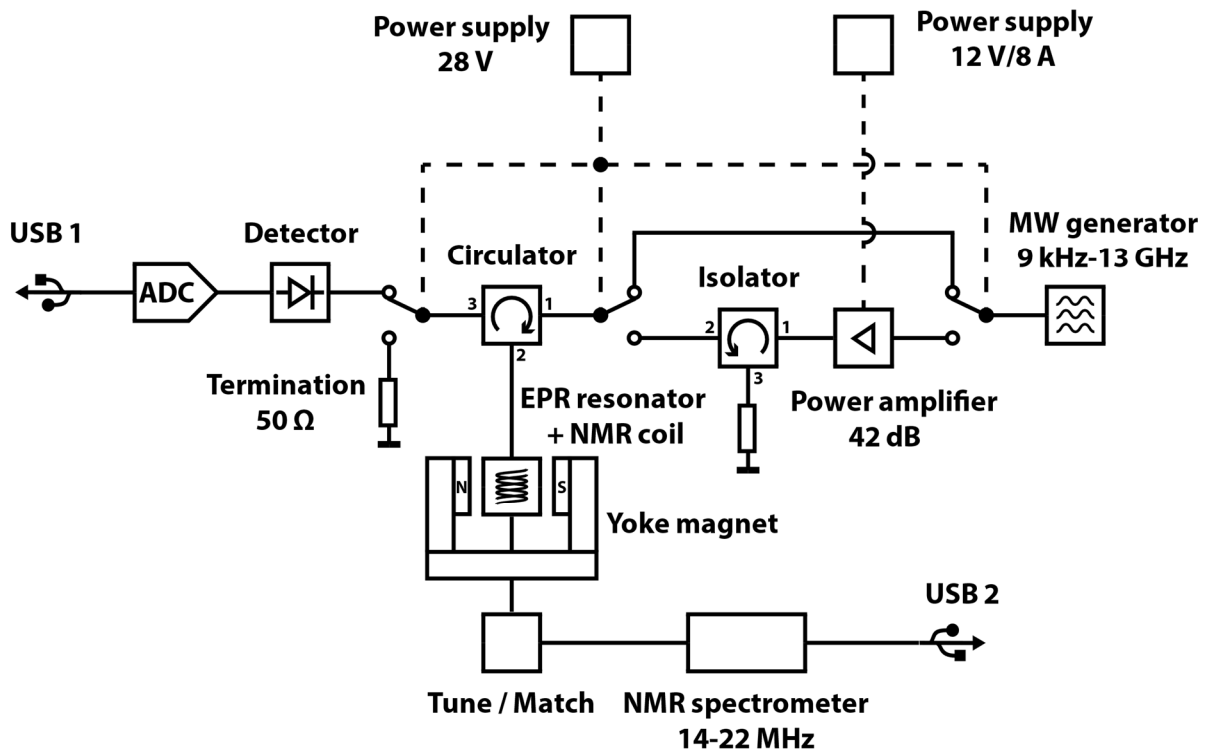 Power supply
28 V
Power supply
12 V/8 A
USB 1
Detector
Circulator
Isolator
MW generator
9 kHz-13 GHz
ADC
3
1
2
2
1
3
Termination
50 Ω
EPR resonator
+ NMR coil
Power amplifier
42 dB
N
S
Yoke magnet
USB 2
Tune / Match
NMR spectrometer
14-22 MHz